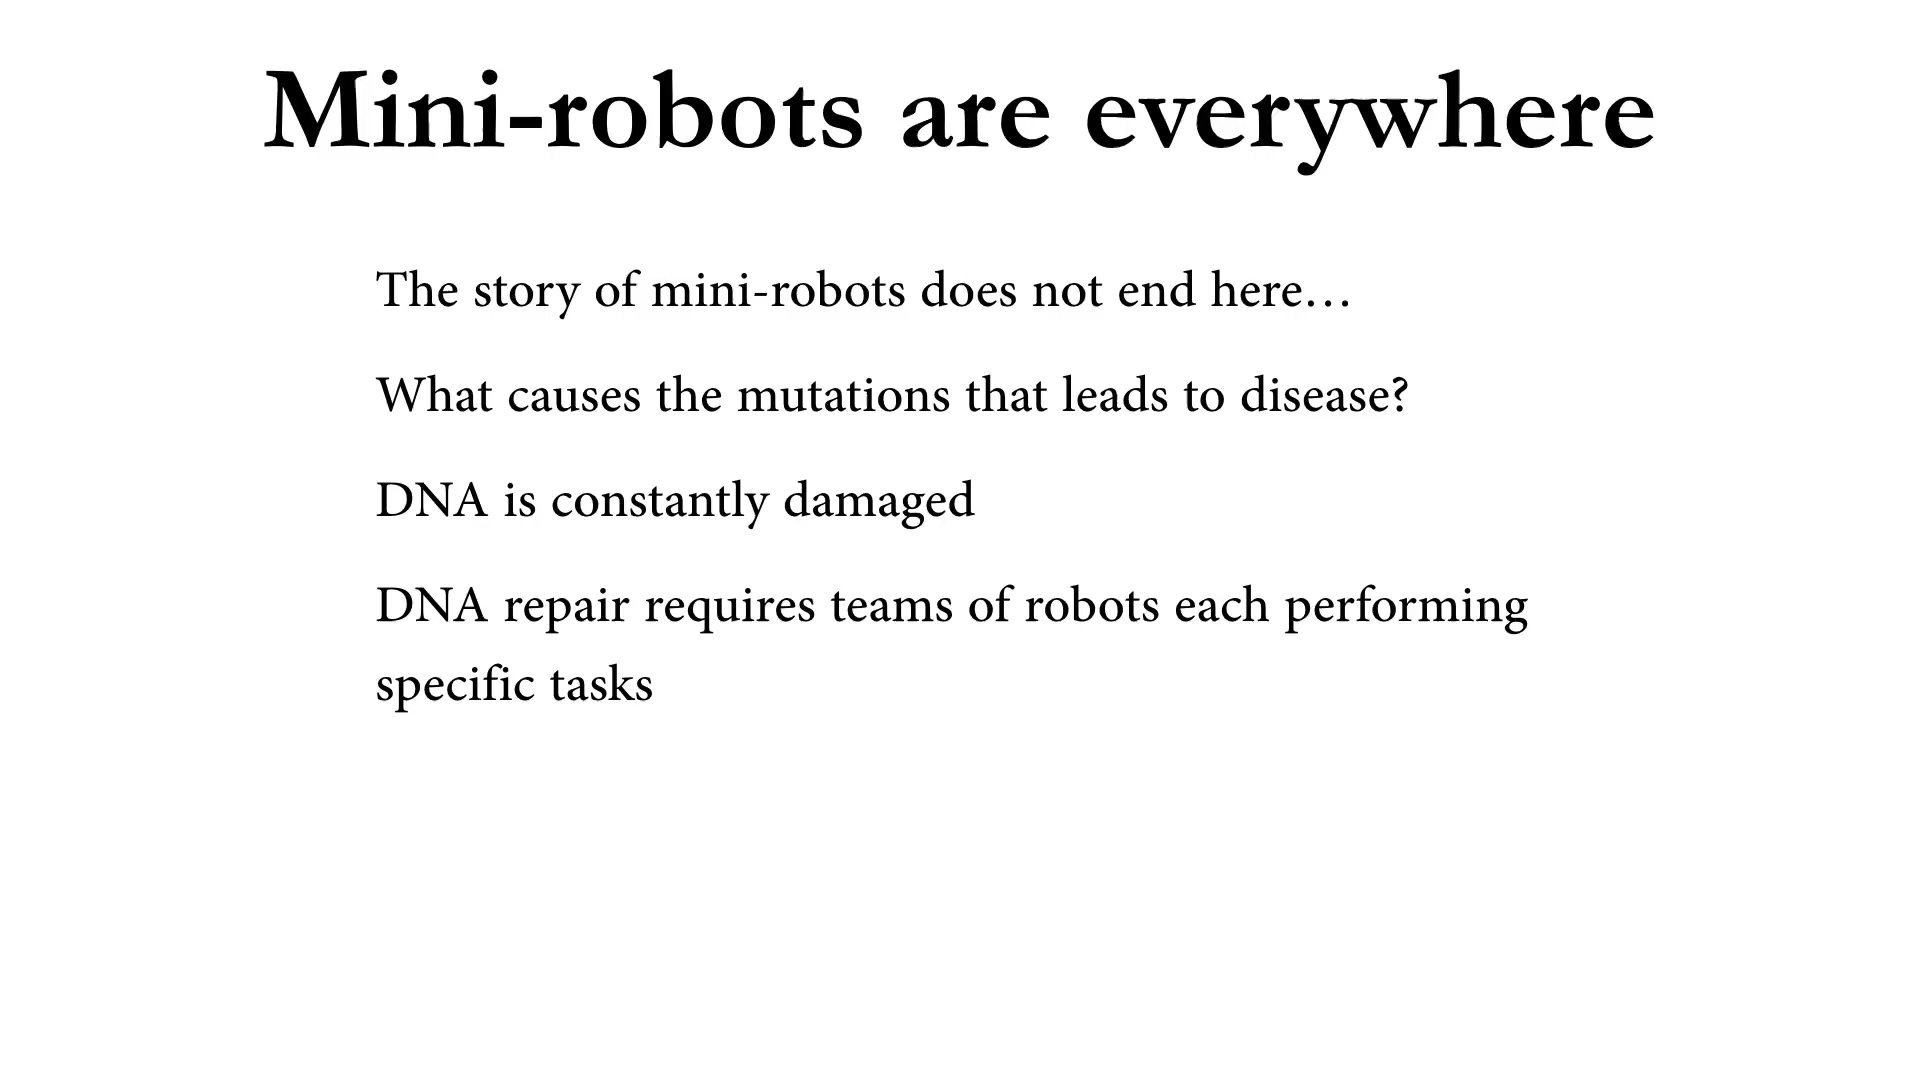 Mini-robots are everywhere
The story of mini-robots does not end here…
What causes the mutations that leads to disease?
DNA is constantly damaged
DNA repair requires teams of robots each performing
specific tasks